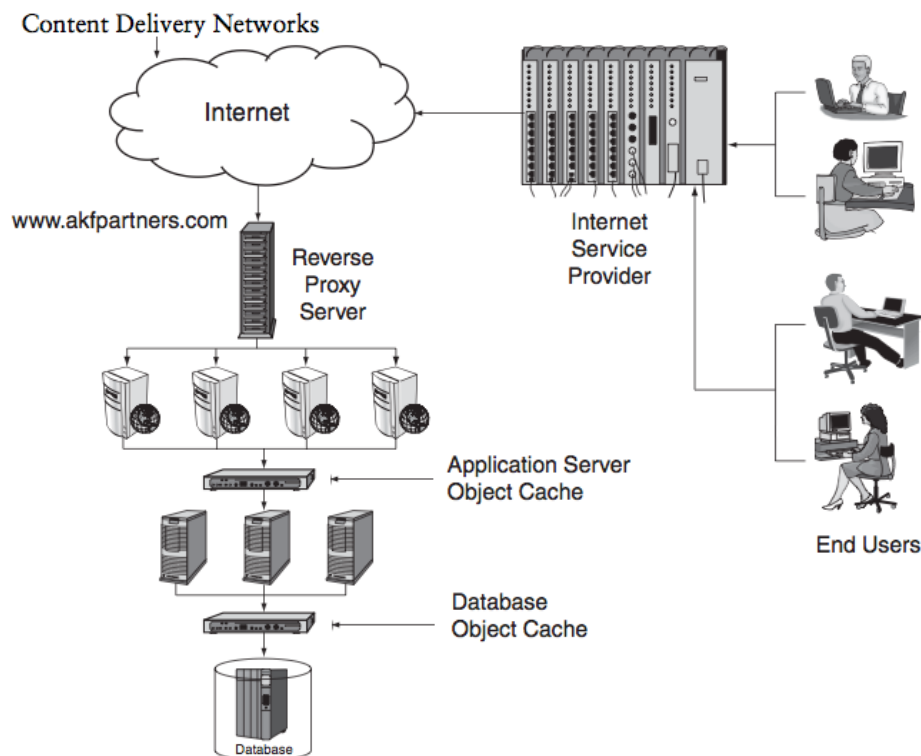 Content Delivery Networks
Internet
www.akfpartners.com
Reverse
Proxy
Server
Internet
Service
Provider
Application Server
Object Cache
End Users
Database
Object Cache
Database